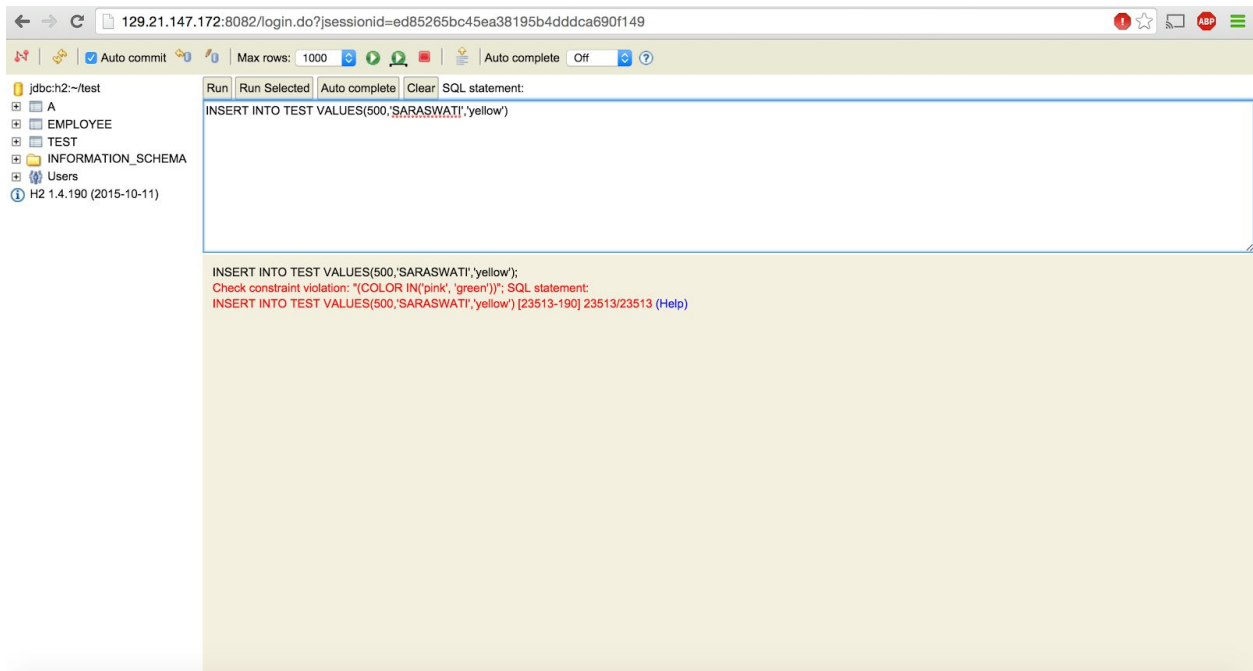 129.21.147.172:8082/login.do?jsessionid=ed85265bc45ea38195b4dddca690f149
ABP
Auto commit Max rows: 1000 Auto complete Off
jdbc:h2:~/test
A
EMPLOYEE
TEST
INFORMATION_SCHEMA
Users
H2 1.4.190 (2015-10-11)
Run Run Selected Auto complete Clear SQL statement:
INSERT INTO TEST VALUES(500,'SARASWATI','yellow')
INSERT INTO TEST VALUES(500,'SARASWATI','yellow');
Check constraint violation: "(COLOR IN('pink', 'green'))"; SQL statement:
INSERT INTO TEST VALUES(500,'SARASWATI','yellow') [23513-190] 23513/23513 (Help)